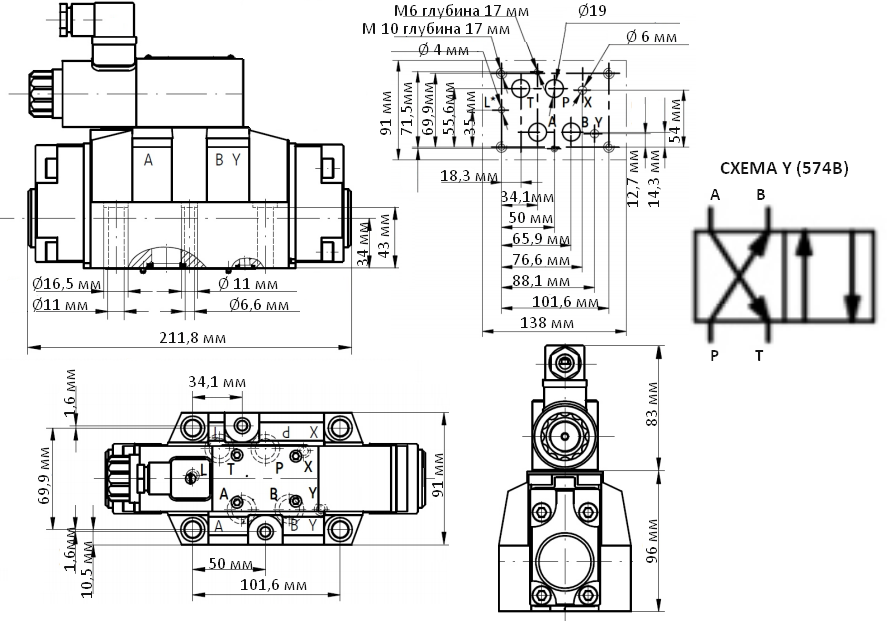 A
B Y
34 мм
43 мм
Ø16,5 мм
Ø 11 мм
Ø11 мм
Ø6,6 мм
211,8 мм
М6 глубина 17 мм
Ø19
М 10 глубина 17 мм
Ø 6 мм
Ø 4 мм
91 мм
71,5мм
69,9мм
55,6мм
35 мм
L*
T
P
X
A
B
Y
54 мм
12,7 мм
14,3 мм
18,3 мм
34,1мм
50 мм
65,9 мм
76,6 мм
88,1 мм
101,6 мм
138 мм
СХЕМА Y (574B)
A
B
P
T
34,1 мм
1,6 мм
69,9 мм
1,6мм
10,5 мм
P
X
L
T
P
X
A
B
Y
A
B Y
91 мм
50 мм
101,6 мм
83 мм
96 мм